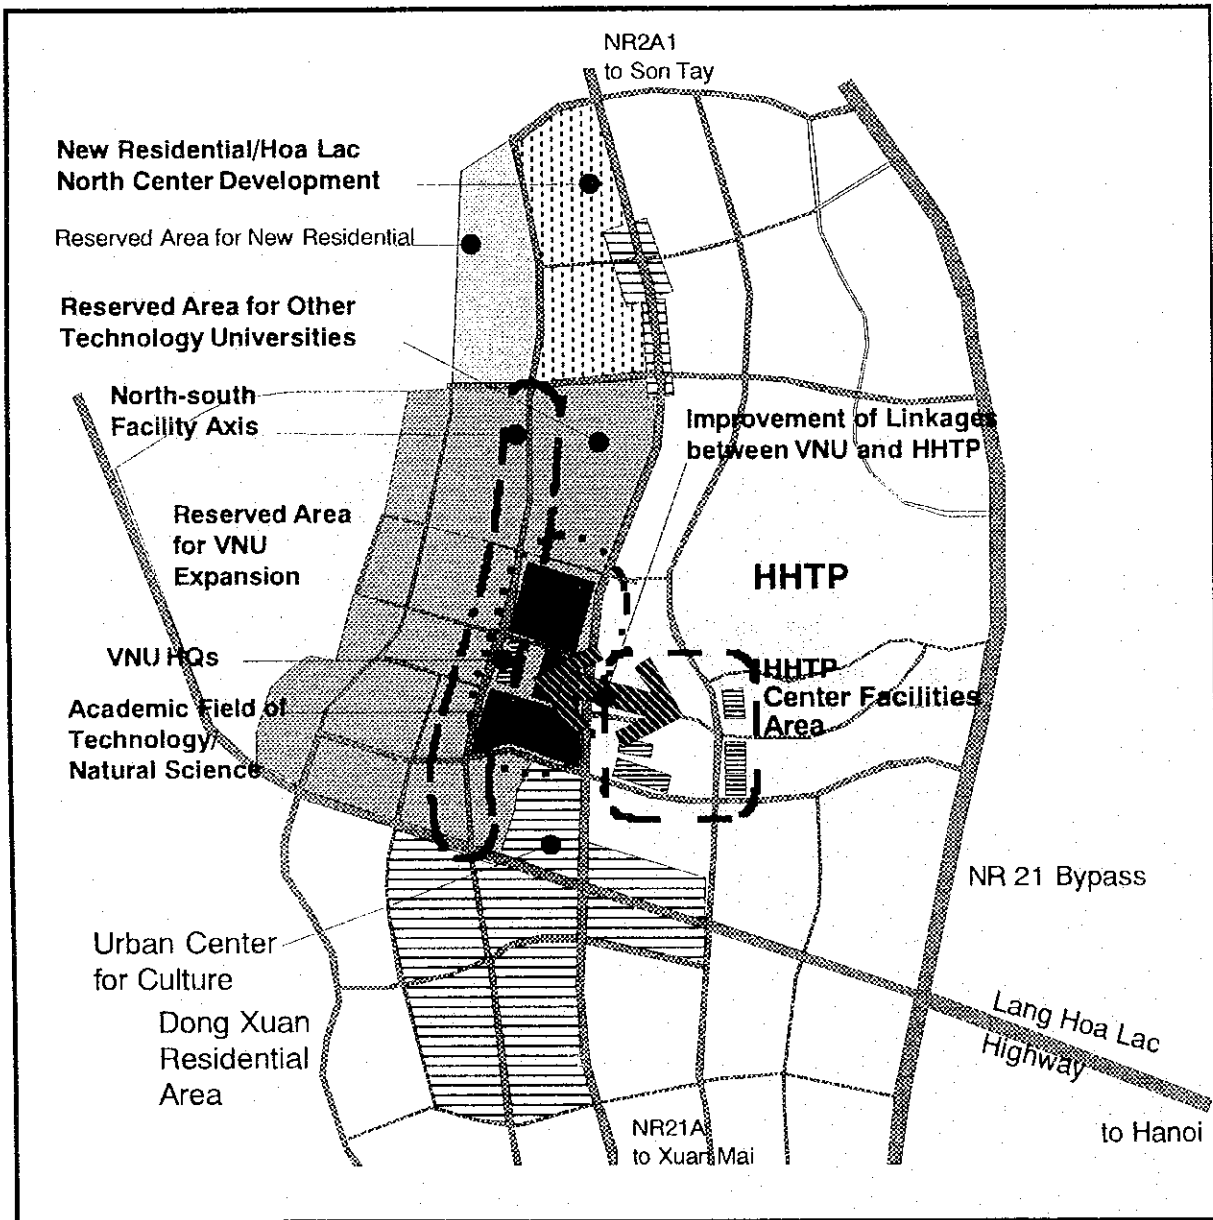 NR2A1
to Son Tay
New Residential/Hoa Lac
North Center Development
Reserved Area for New Residential
Reserved Area for Other
Technology Universities
North-south
Facility Axis
Improvement of Linkages
between VNU and HHTP
Reserved Area
for VNU
Expansion
HHTP
VNU HQs
HHTP
Center Facilities
Area
Academic Field of
Technology/
Natural Science
NR 21 Bypass
Urban Center
for Culture
Dong Xuan
Residential
Area
Lang Hoa Lac
Highway
to Hanoi
NR21A
to Xuan Mai